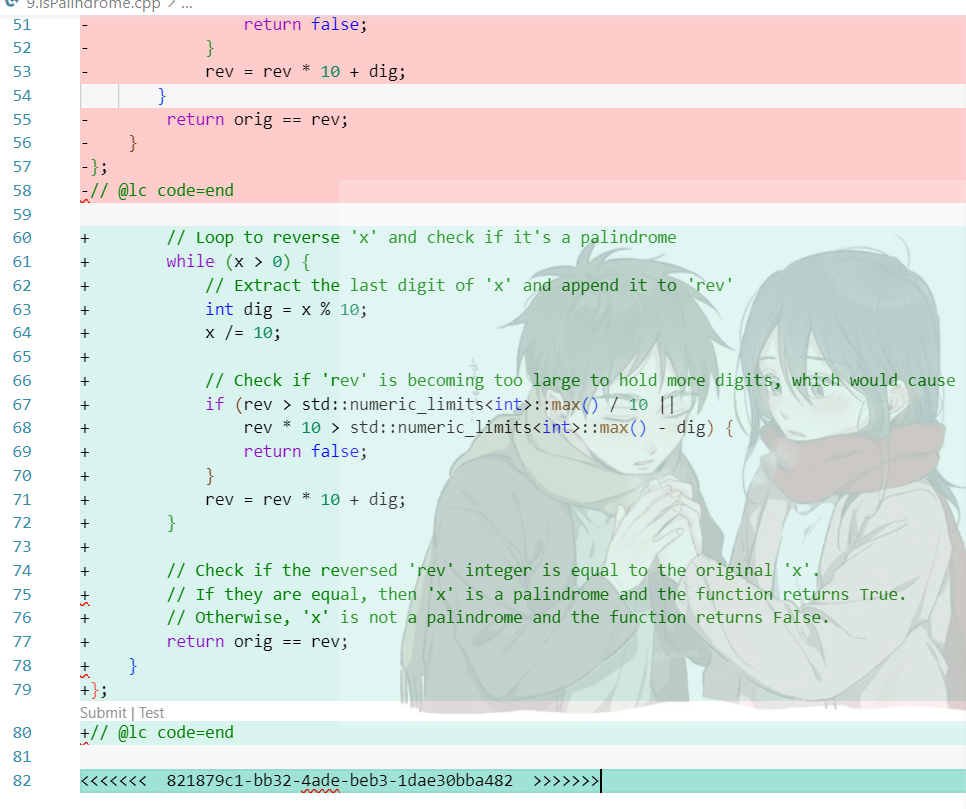 9.isPalindrome.cpp > ...
51 - return false;
52 - }
53 - rev = rev * 10 + dig;
54 }
55 - return orig == rev;
56 - }
57 -};
58 -// @lc code=end
59
60 + // Loop to reverse 'x' and check if it's a palindrome
61 + while (x > 0) {
62 + // Extract the last digit of 'x' and append it to 'rev'
63 + int dig = x % 10;
64 + x /= 10;
65 +
66 + // Check if 'rev' is becoming too large to hold more digits, which would cause
67 + if (rev > std::numeric_limits<int>::max() / 10 ||
68 + rev * 10 > std::numeric_limits<int>::max() - dig) {
69 + return false;
70 + }
71 + rev = rev * 10 + dig;
72 + }
73 +
74 + // Check if the reversed 'rev' integer is equal to the original 'x'.
75 + // If they are equal, then 'x' is a palindrome and the function returns True.
76 + // Otherwise, 'x' is not a palindrome and the function returns False.
77 + return orig == rev;
78 + }
79 +};
Submit | Test
80 +// @lc code=end
81
82 <<<<<<< 821879c1-bb32-4ade-beb3-1dae30bba482 >>>>>>>